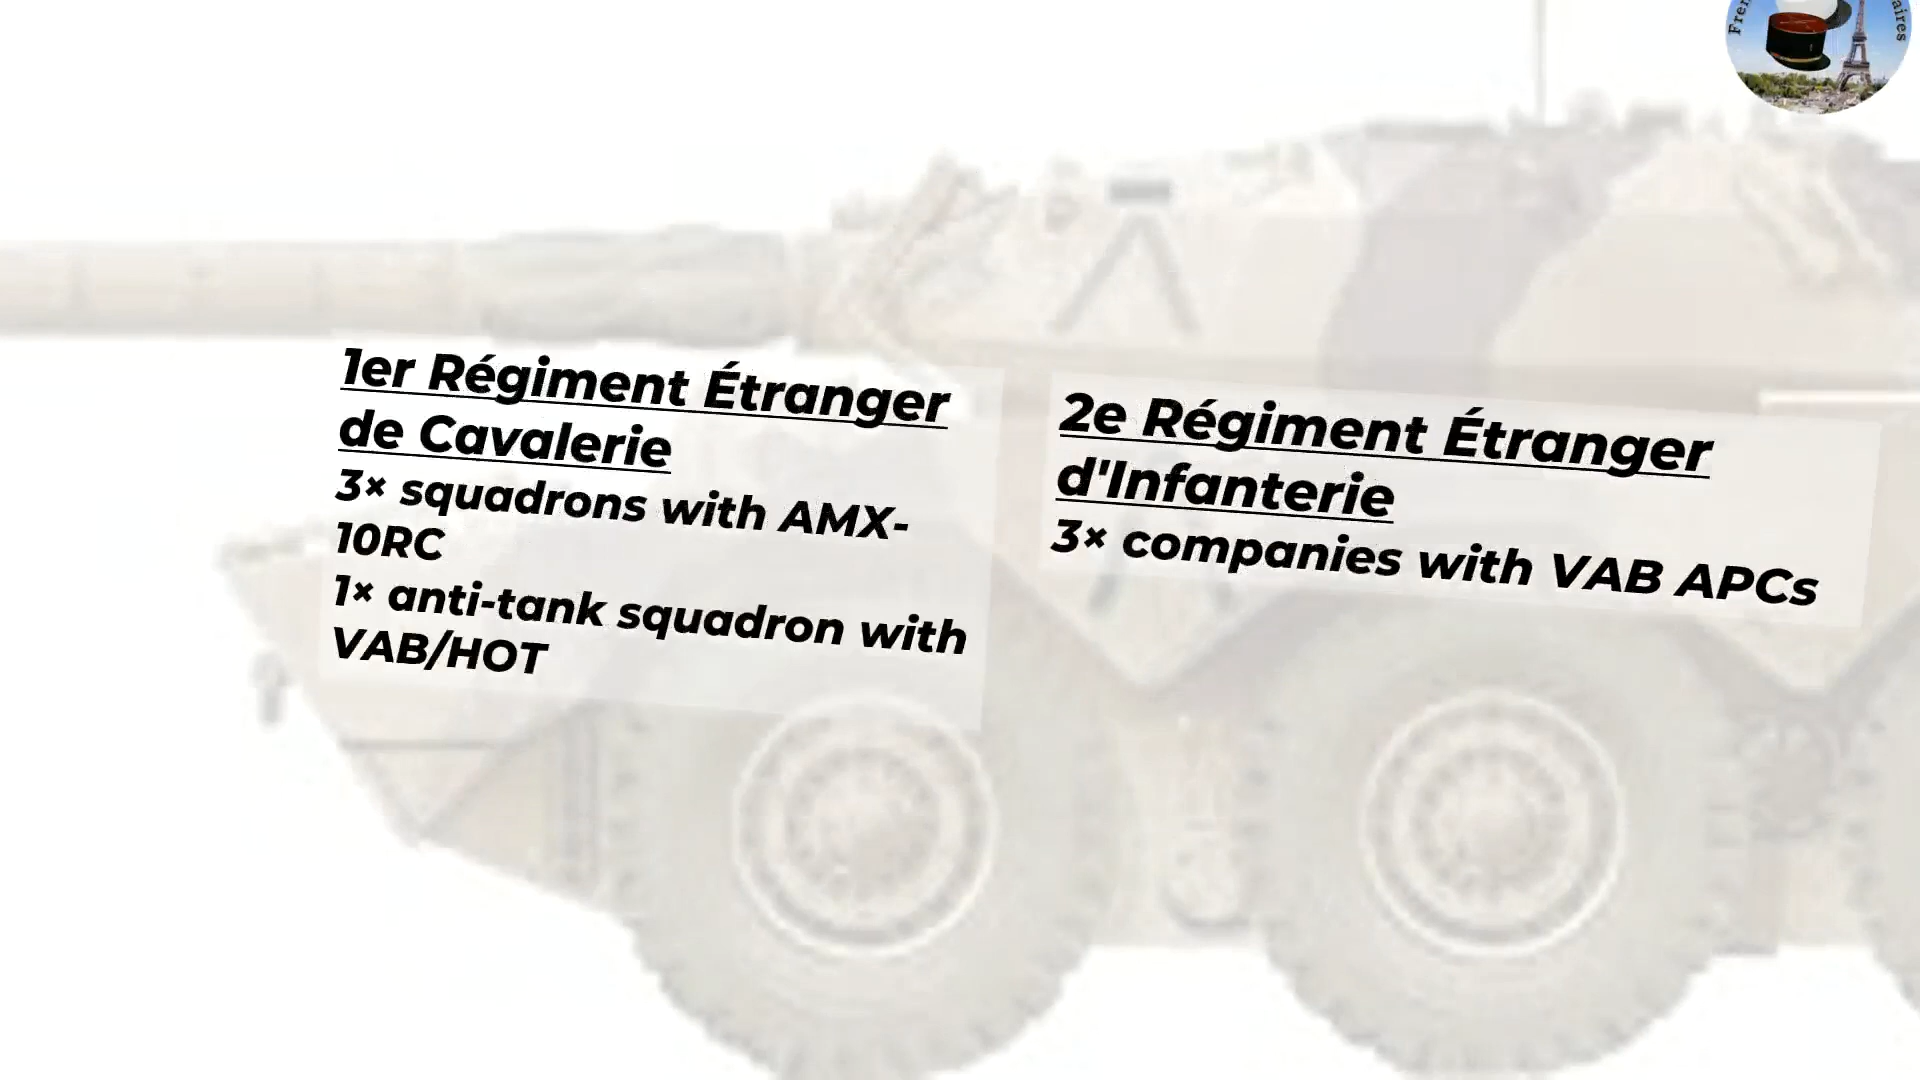 1er Régiment Étranger
de Cavalerie
3× squadrons with AMX-
10RC
1× anti-tank squadron with
VAB/HOT
2e Régiment Étranger
d'Infanterie
3× companies with VAB APCs